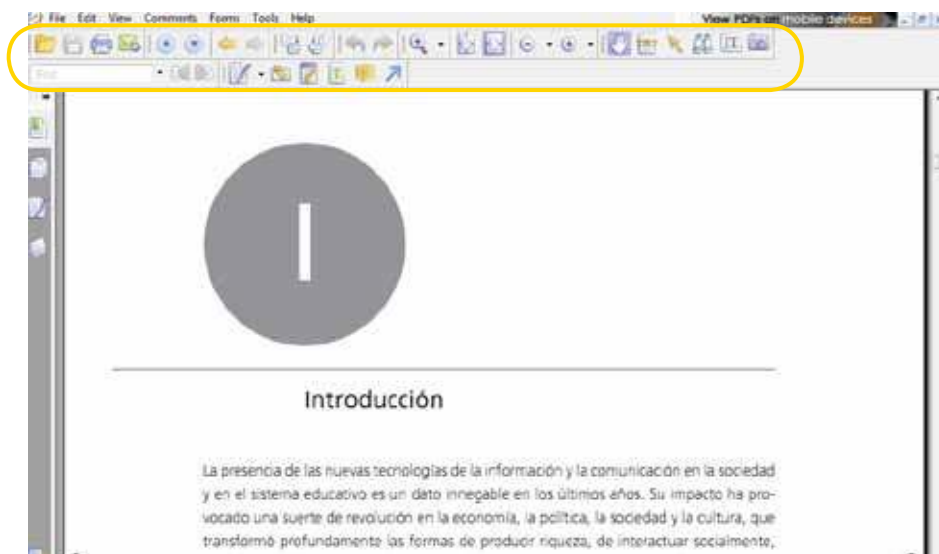 File Edit View Comments Forms Tools Help
View PDFs on mobile devices
I
Introducción
La presencia de las nuevas tecnologías de la información y la comunicación en la sociedad
y en el sistema educativo es un dato innegable en los últimos años. Su impacto ha pro-
vocado una suerte de revolución en la economía, la política, la sociedad y la cultura, que
transformó profundamente las formas de producir riqueza, de interactuar socialmente,